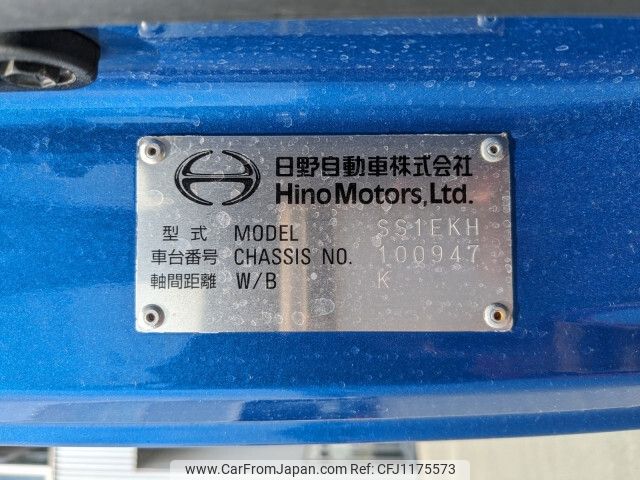 日野自動車株式会社
Hino Motors, Ltd.
型式 MODEL SS1EKH
車台番号 CHASSIS NO. 100947
軸間距離 W/B K
www.CarFromJapan.com - CFJ1175573